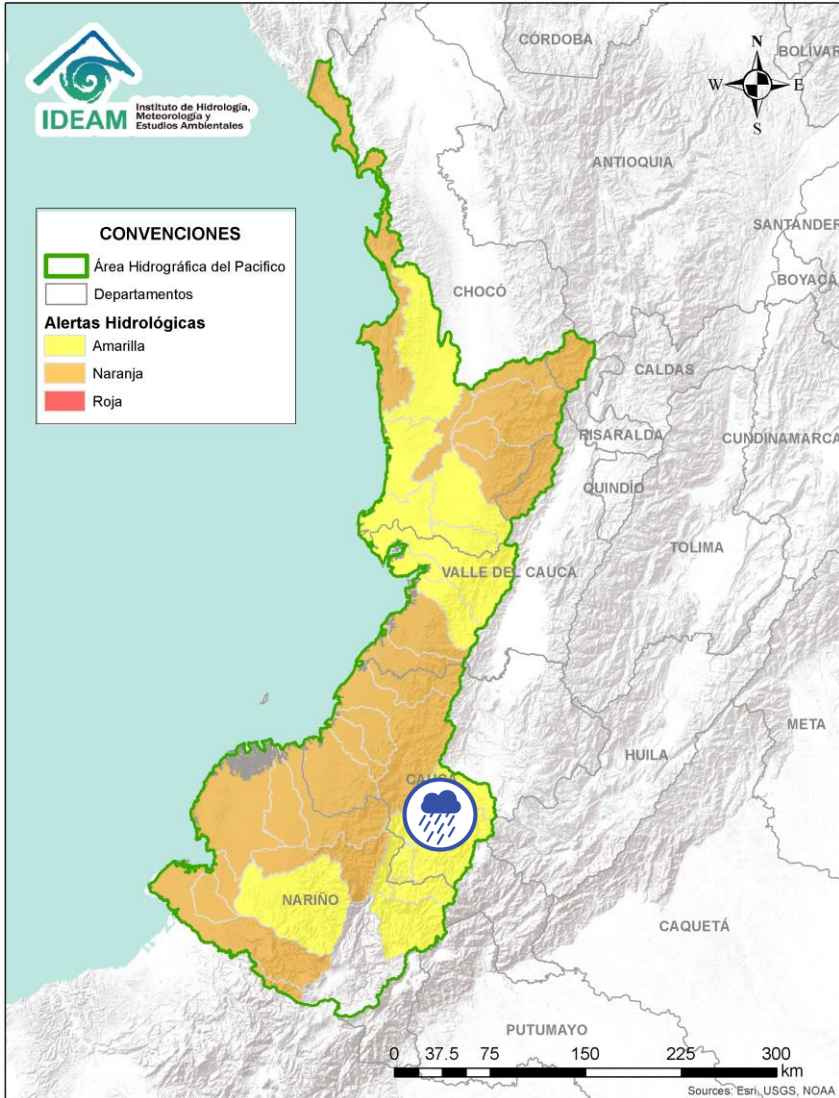 IDEAM
Instituto de Hidrología,
Meteorología y
Estudios Ambientales
CÓRDOBA
BOLÍVAR
N
W
E
S
ANTIOQUIA
SANTANDER
BOYACÁ
CONVENCIONES
Área Hidrográfica del Pacifico
Departamentos
Alertas Hidrológicas
Amarilla
Naranja
Roja
CHOCÓ
CALDAS
RISARALDA
CUNDINAMARCA
QUINDÍO
TOLIMA
VALLE DEL CAUCA
META
HUILA
CAUCA
NARIÑO
CAQUETÁ
PUTUMAYO
0 37.5 75 150 225 300
km
Sources: Esri, USGS, NOAA